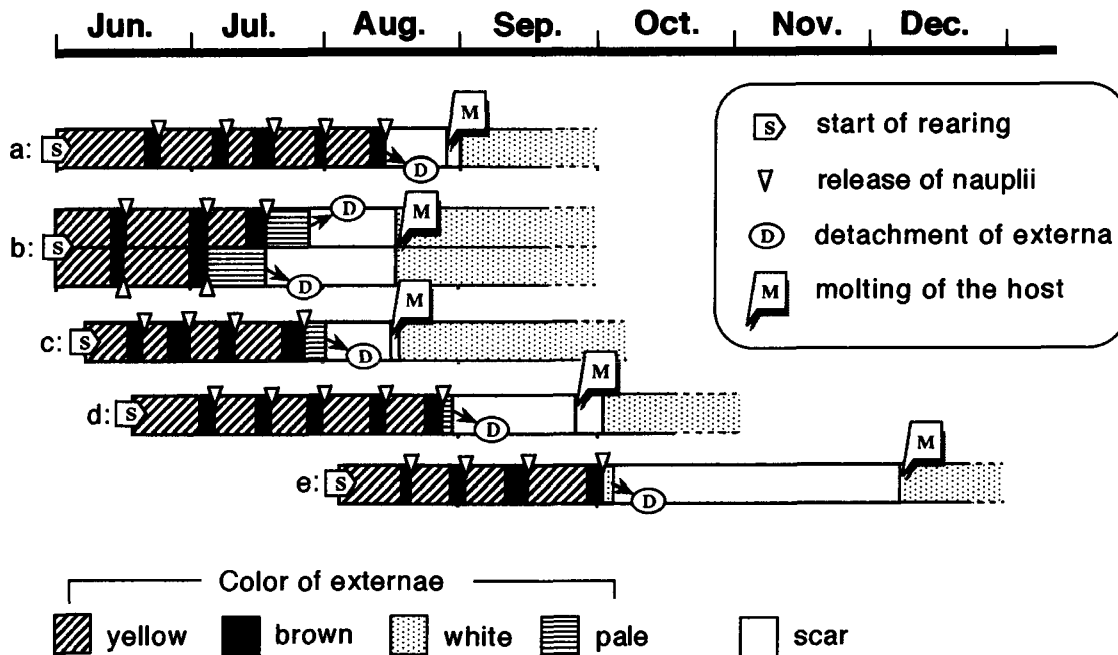 Jun. Jul. Aug. Sep. Oct. Nov. Dec.
S start of rearing
release of nauplii
D detachment of externa
M molting of the host
a: S D M
b: S D D M
c: S D M
d: S D M
e: S D M
Color of externae
yellow brown white pale scar